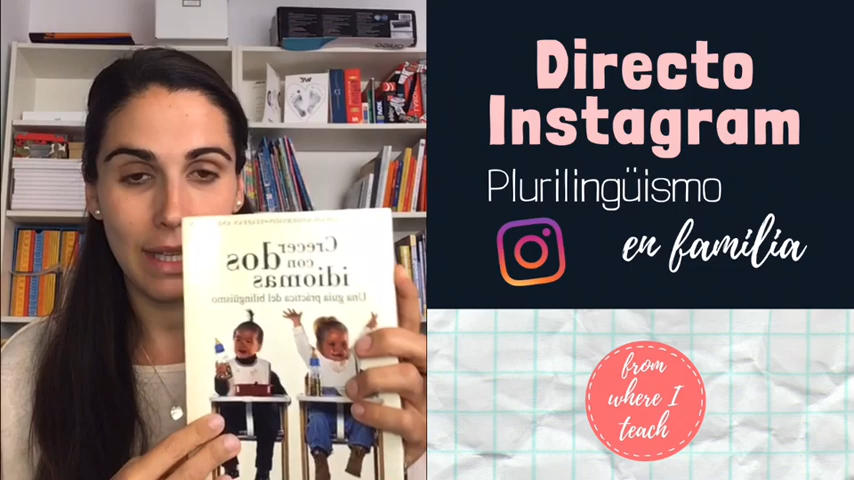 Crecer
con dos
idiomas
Una guía práctica del bilingüismo
Directo
Instagram
Plurilingüismo
en familia
from
where I
teach